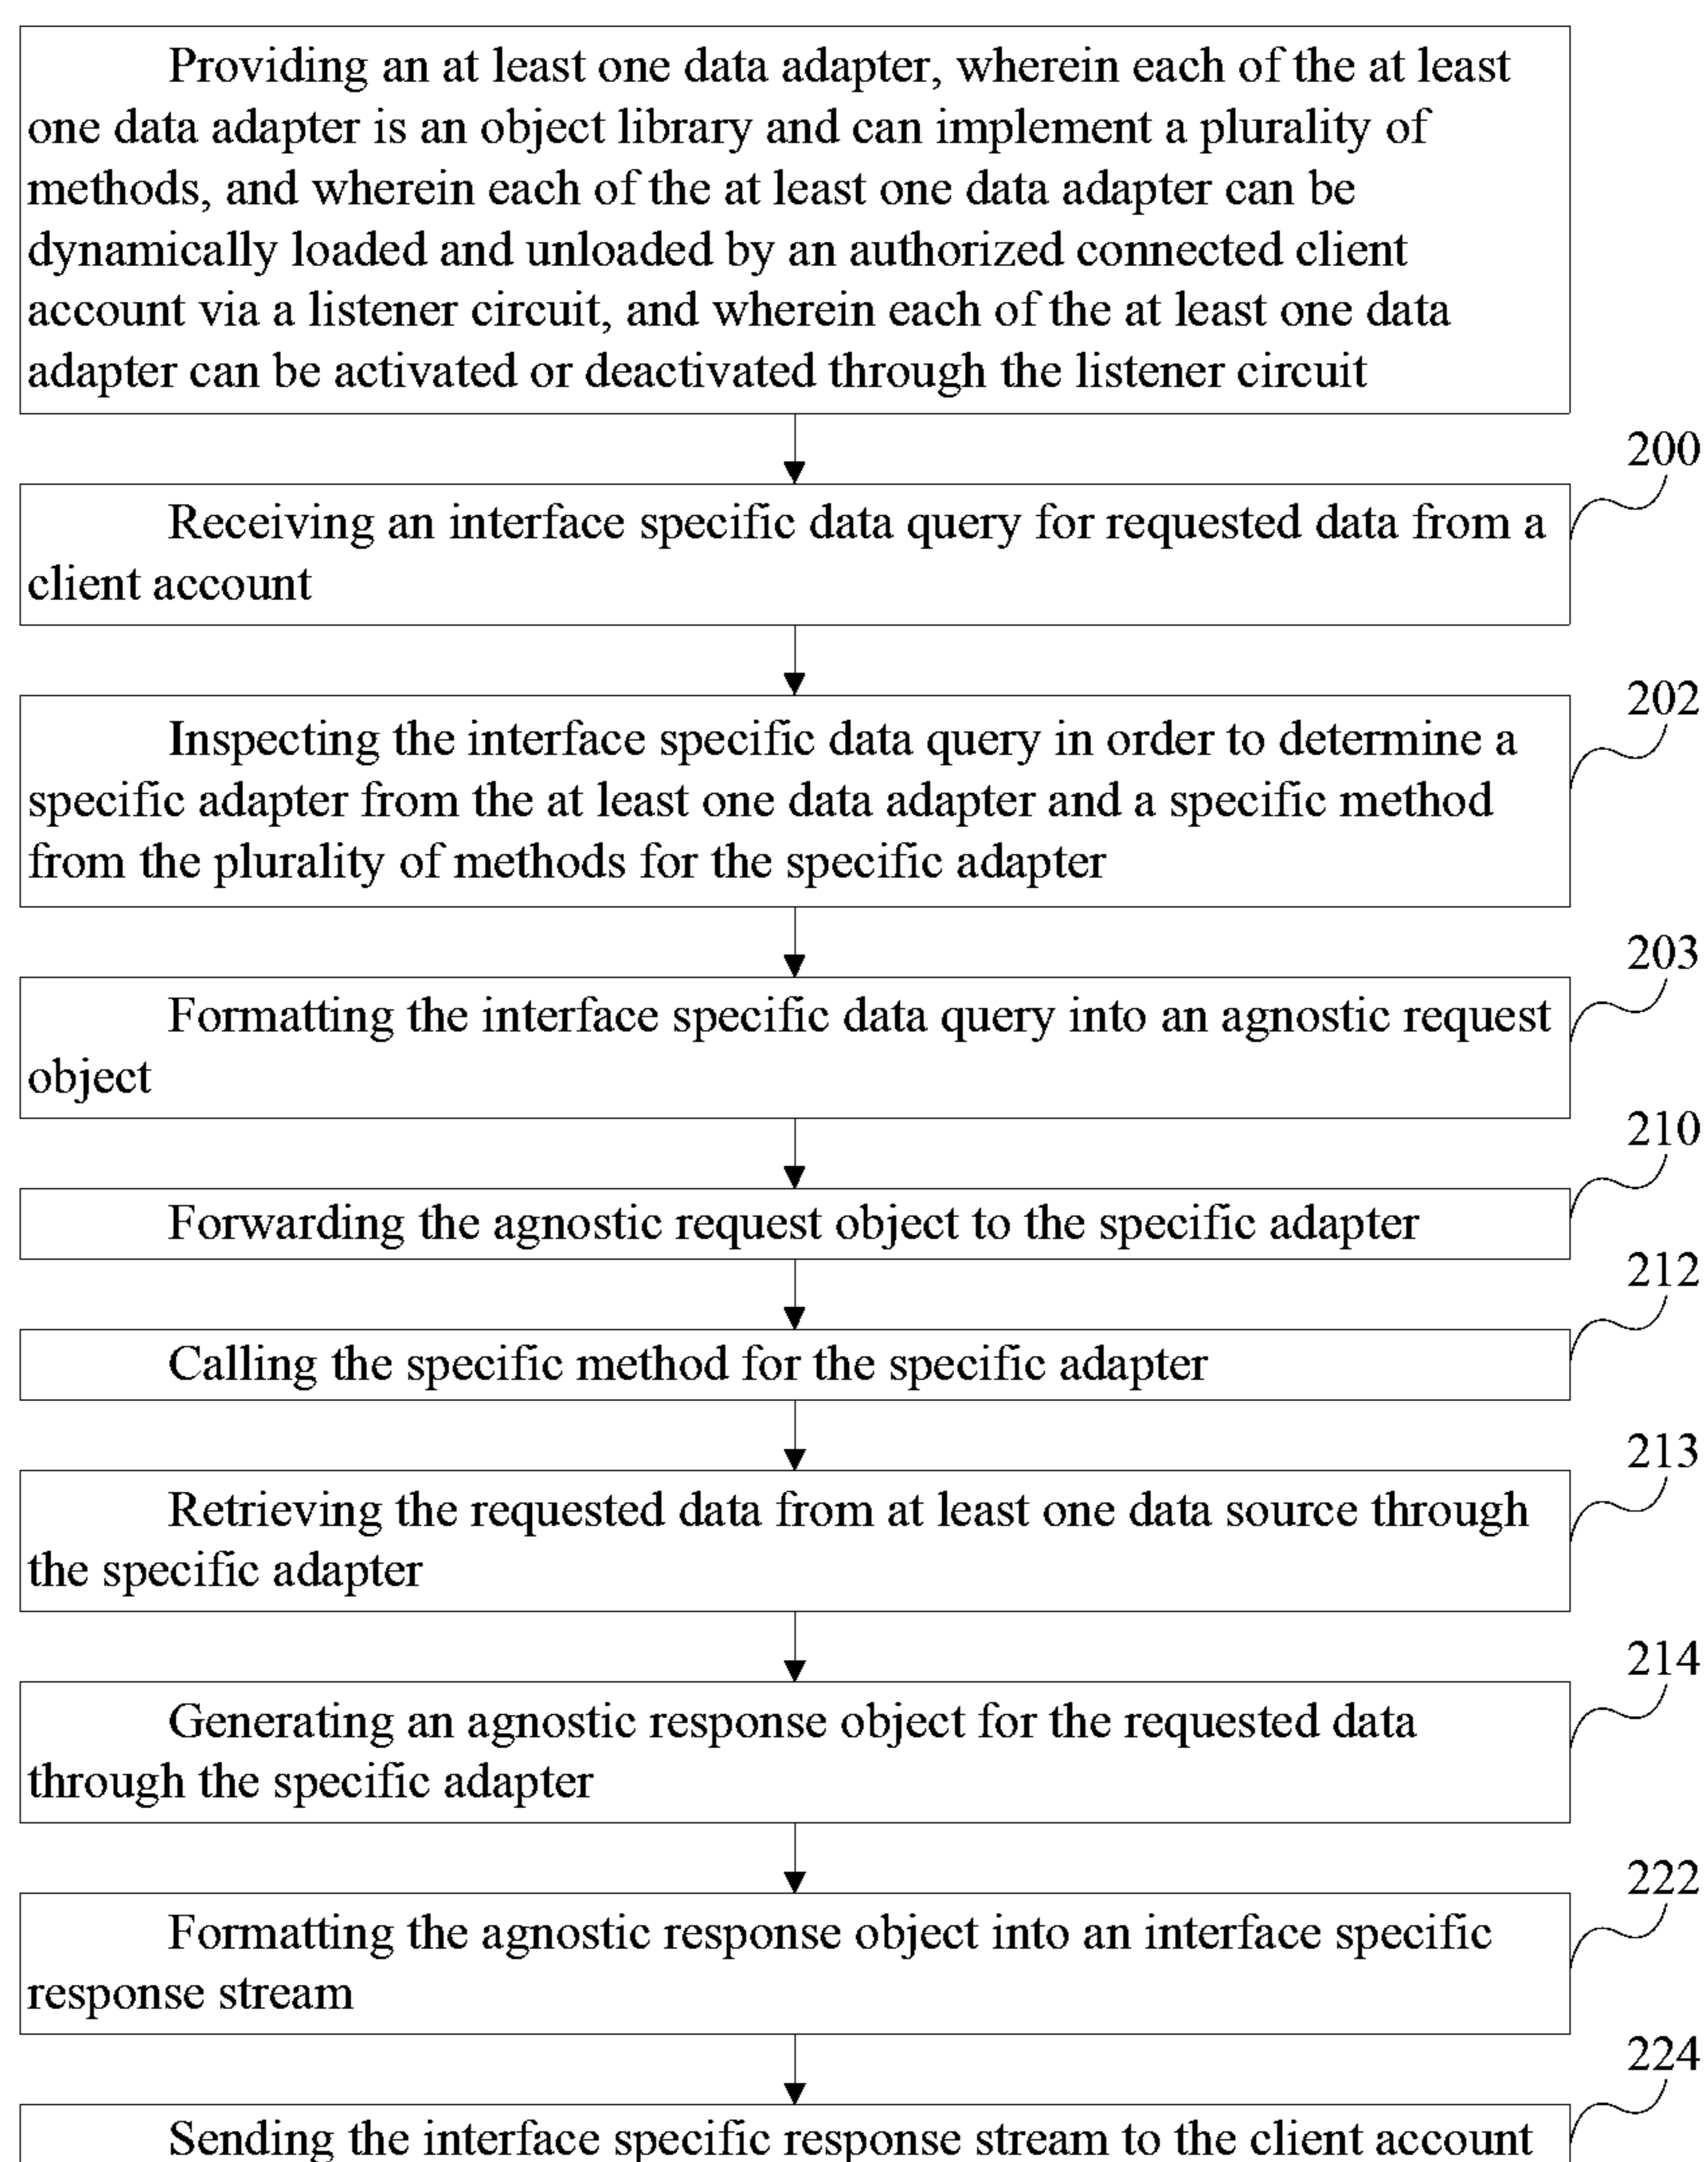 Providing an at least one data adapter, wherein each of the at least
one data adapter is an object library and can implement a plurality of
methods, and wherein each of the at least one data adapter can be
dynamically loaded and unloaded by an authorized connected client
account via a listener circuit, and wherein each of the at least one data
adapter can be activated or deactivated through the listener circuit
200
Receiving an interface specific data query for requested data from a
client account
202
Inspecting the interface specific data query in order to determine a
specific adapter from the at least one data adapter and a specific method
from the plurality of methods for the specific adapter
203
Formatting the interface specific data query into an agnostic request
object
210
Forwarding the agnostic request object to the specific adapter
212
Calling the specific method for the specific adapter
213
Retrieving the requested data from at least one data source through
the specific adapter
214
Generating an agnostic response object for the requested data
through the specific adapter
222
Formatting the agnostic response object into an interface specific
response stream
224
Sending the interface specific response stream to the client account